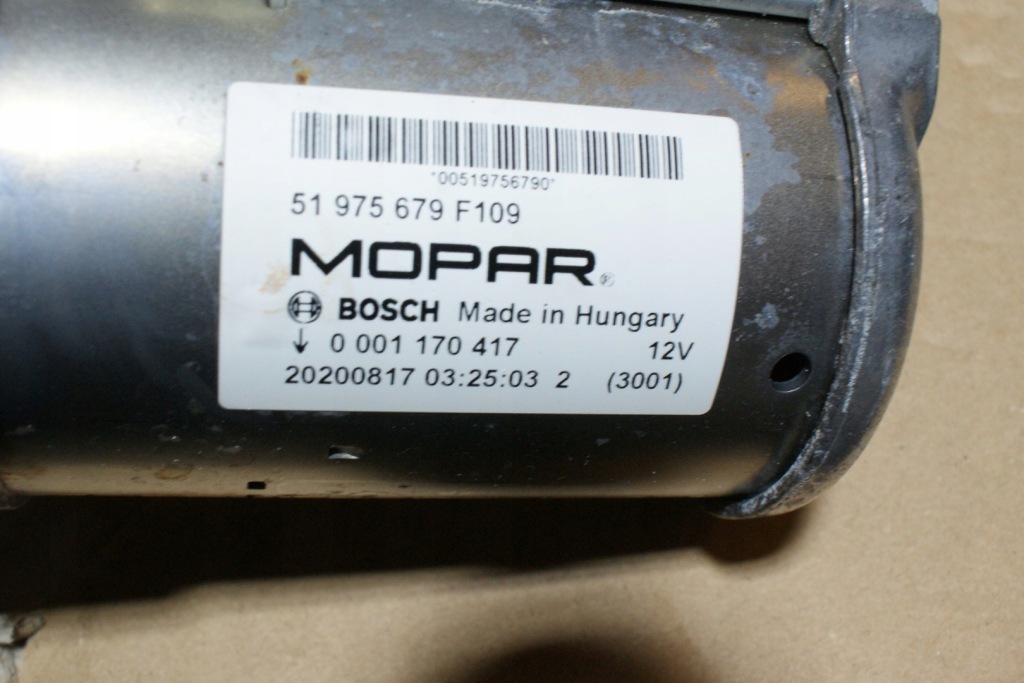 *00519756790*
51 975 679 F109
MOPAR®
BOSCH Made in Hungary
↓ 0 001 170 417 12V
20200817 03:25:03 2 (3001)